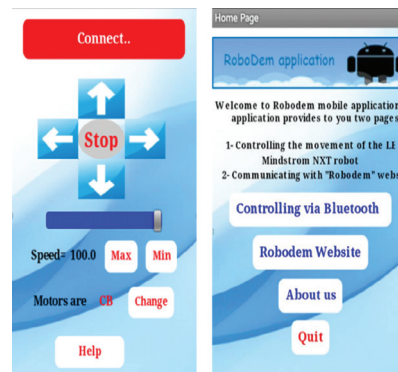 Connect..
Stop
Speed= 100.0 Max Min
Motors are CB Change
Help
Home Page
RoboDem application
Welcome to Robodem mobile application
application provides to you two pages
1- Controlling the movement of the LE
Mindstrom NXT robot
2- Communicating with "Robodem" webs
Controlling via Bluetooth
Robodem Website
About us
Quit